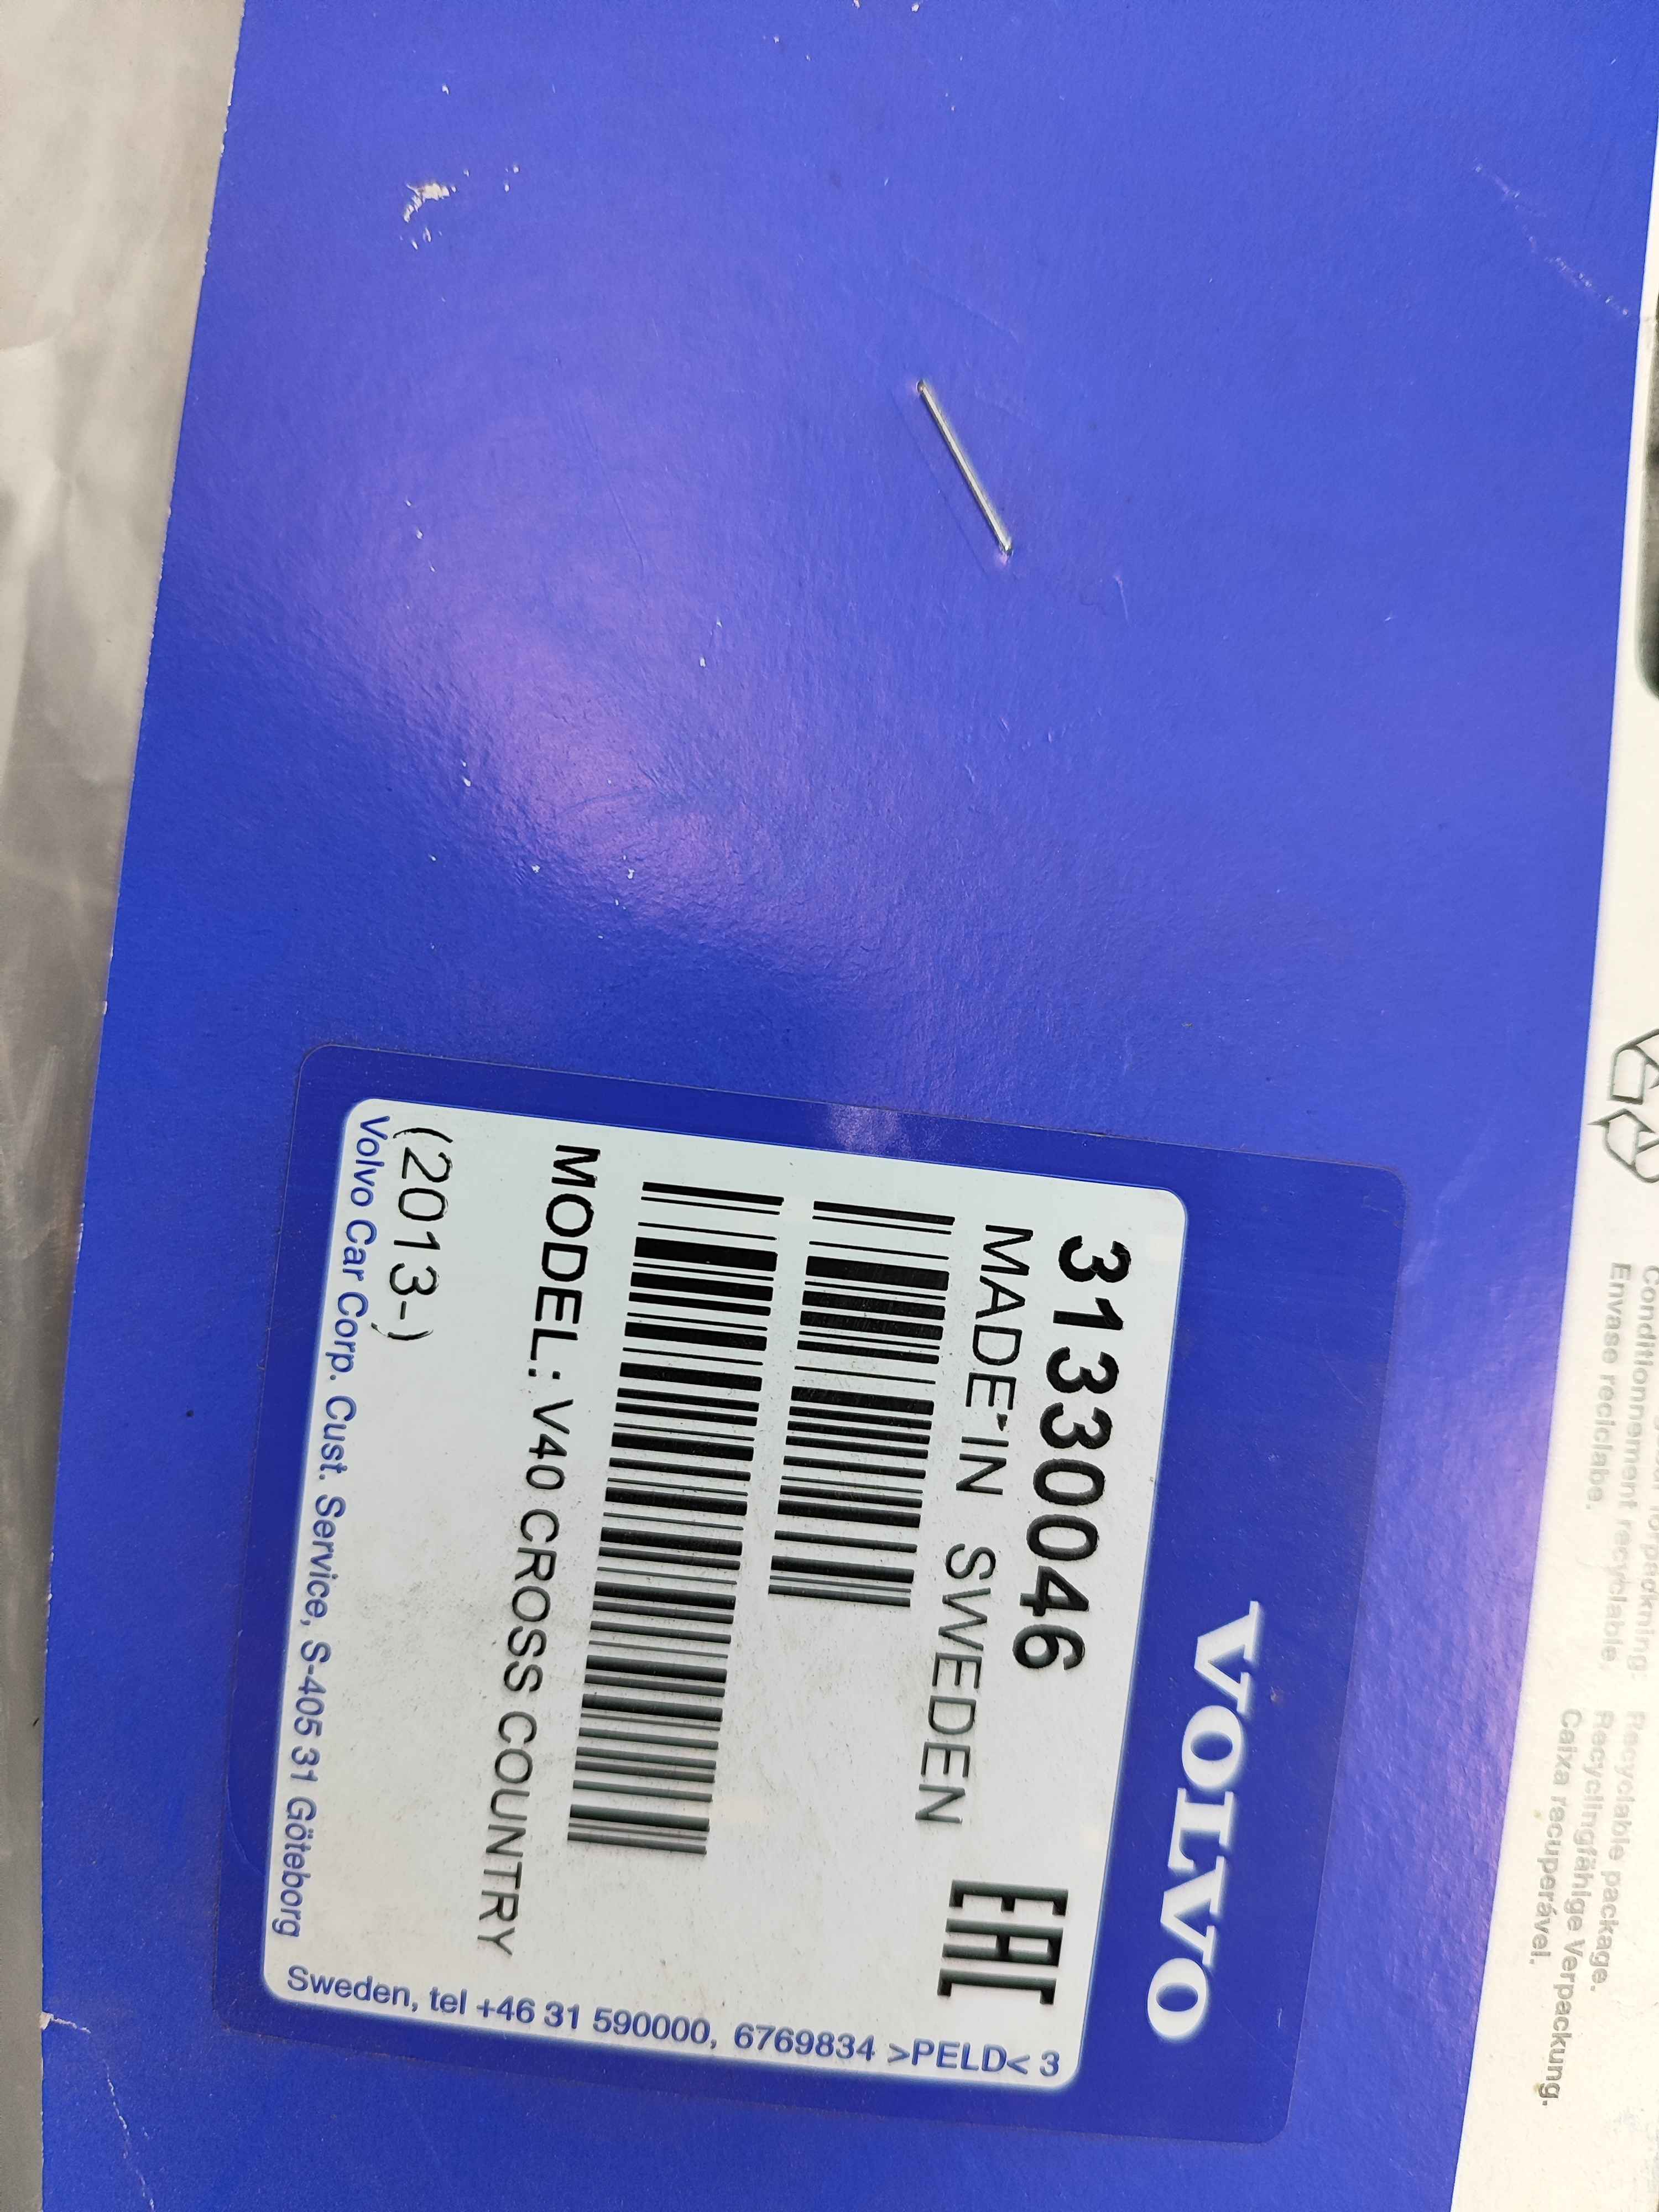 VOLVO
31330046
MADE IN SWEDEN
EAC
MODEL: V40 CROSS COUNTRY
(2013-)
Volvo Car Corp. Cust. Service, S-405 31 Göteborg
Sweden, tel +46 31 590000, 6769834 >PELD< 3
Conditionnement recyclable.
Envase reciclabe.
Recyclable package.
Recyclingfähige Verpackung.
Caixa recuperável.